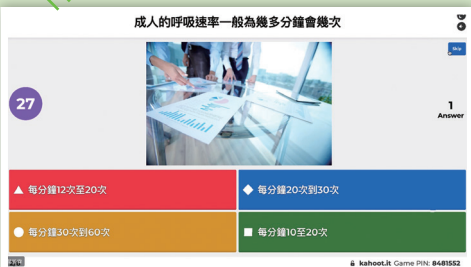 成人的呼吸速率一般為幾多分鐘會幾次
Skip
27
1
Answer
每分鐘12次至20次
每分鐘20次到30次
每分鐘30次到60次
每分鐘10至20次
kahoot.it Game PIN: 8481552